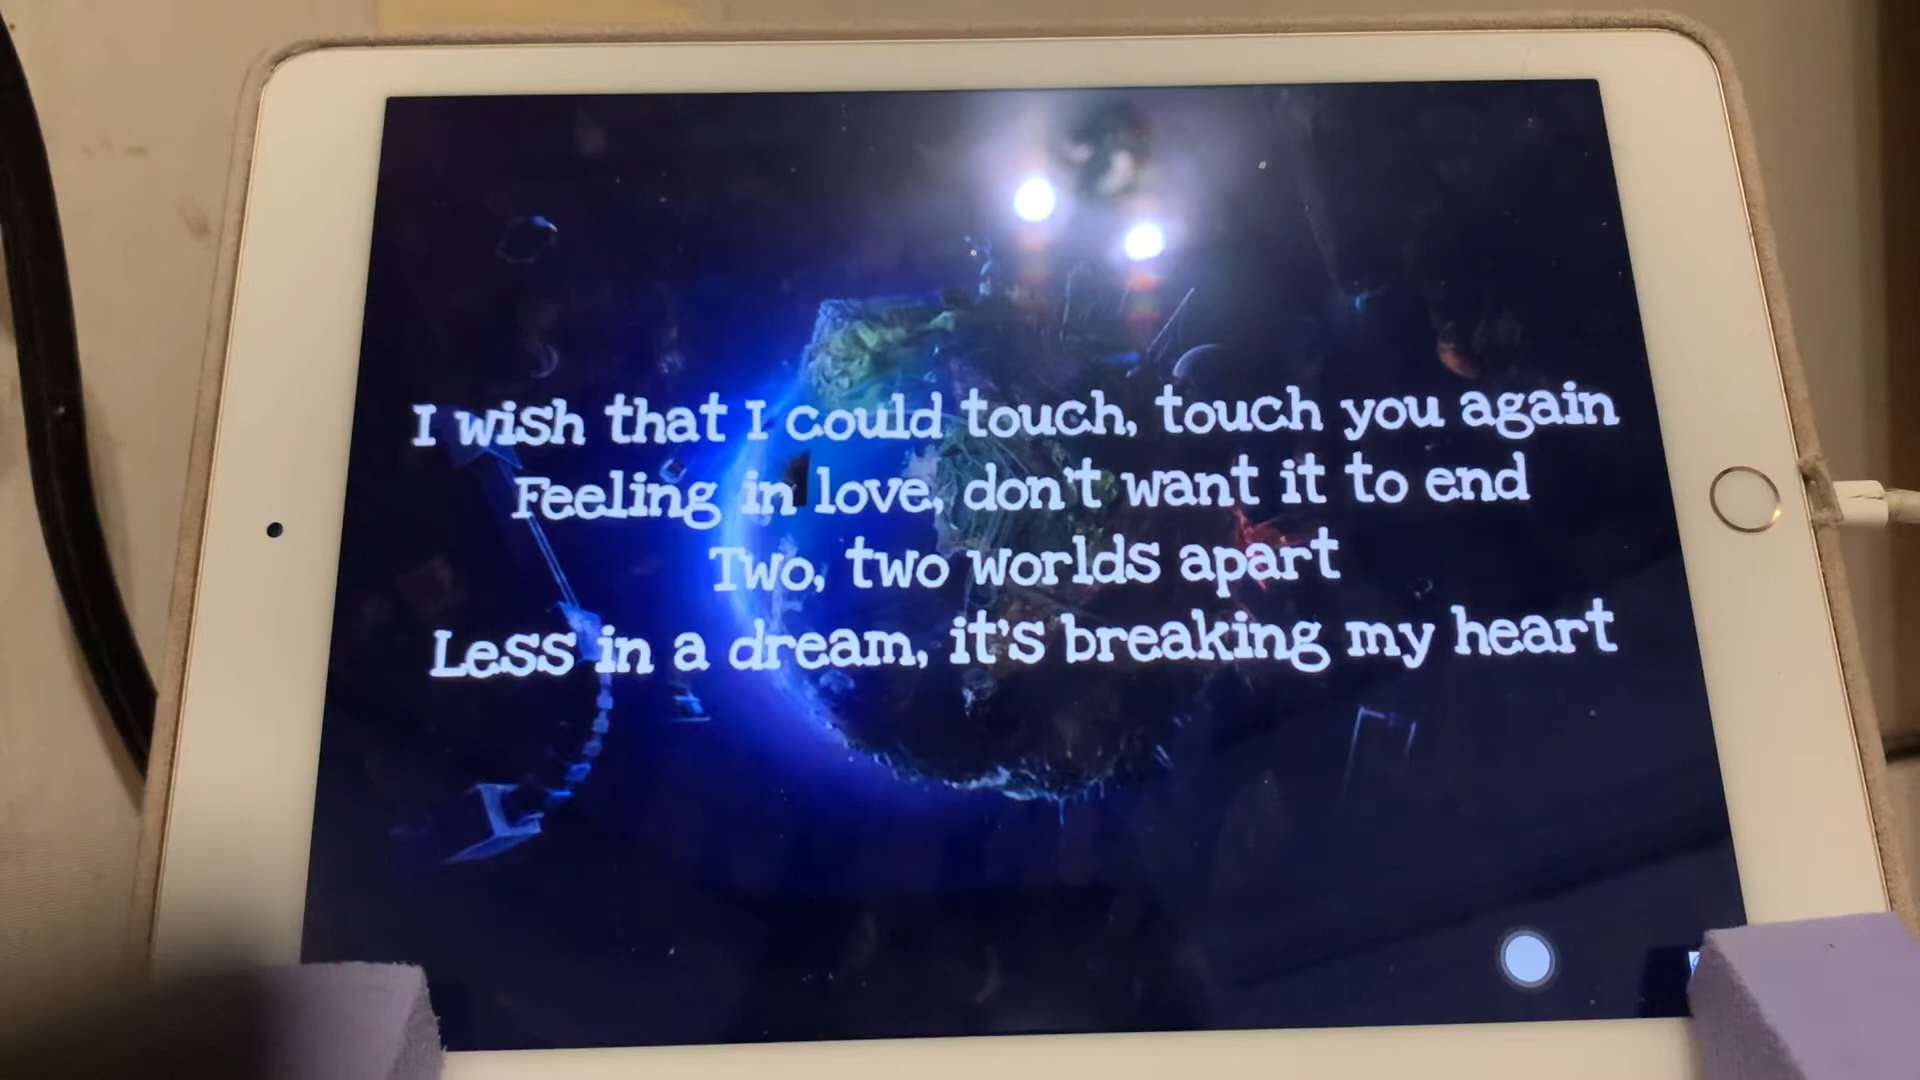 I wish that I could touch, touch you again
Feeling in love, don't want it to end
Two, two worlds apart
Less in a dream, it's breaking my heart